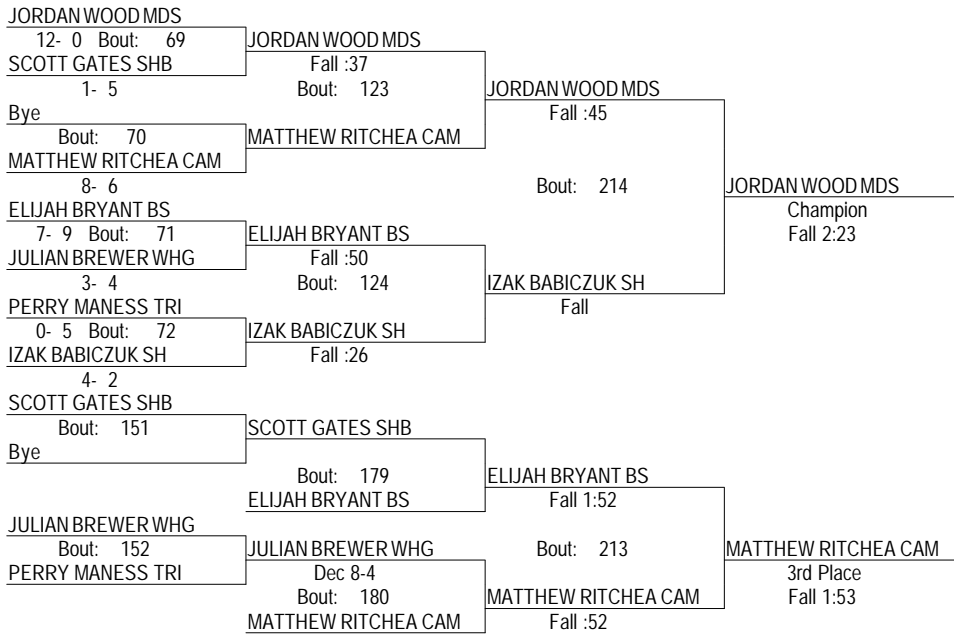 JORDAN WOOD MDS
12- 0 Bout: 69 JORDAN WOOD MDS
SCOTT GATES SHB Fall :37
1- 5 Bout: 123 JORDAN WOOD MDS
Bye Fall :45
Bout: 70 MATTHEW RITCHEA CAM
MATTHEW RITCHEA CAM
8- 6 Bout: 214 JORDAN WOOD MDS
ELIJAH BRYANT BS Champion
7- 9 Bout: 71 ELIJAH BRYANT BS Fall 2:23
JULIAN BREWER WHG Fall :50
3- 4 Bout: 124 IZAK BABICZUK SH
PERRY MANESS TRI Fall
0- 5 Bout: 72 IZAK BABICZUK SH
IZAK BABICZUK SH Fall :26
4- 2
SCOTT GATES SHB
Bout: 151 SCOTT GATES SHB
Bye
Bout: 179 ELIJAH BRYANT BS
ELIJAH BRYANT BS Fall 1:52
JULIAN BREWER WHG
Bout: 152 JULIAN BREWER WHG Bout: 213 MATTHEW RITCHEA CAM
PERRY MANESS TRI Dec 8-4 3rd Place
Bout: 180 MATTHEW RITCHEA CAM Fall 1:53
MATTHEW RITCHEA CAM Fall :52